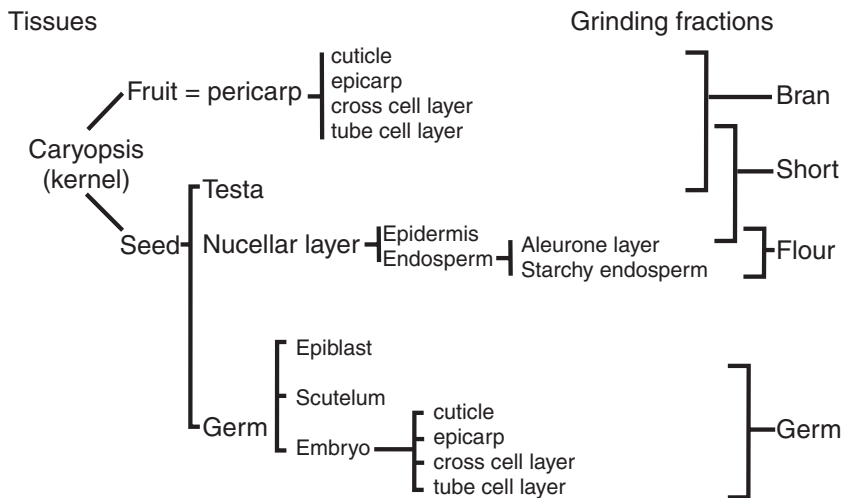 Tissues
Grinding fractions
Fruit = pericarp
cuticle
epicarp
cross cell layer
tube cell layer
Bran
Caryopsis
(kernel)
Short
Testa
Seed
Nucellar layer
Epidermis
Endosperm
Aleurone layer
Starchy endosperm
Flour
Epiblast
Scutelum
Germ
Embryo
cuticle
epicarp
cross cell layer
tube cell layer
Germ